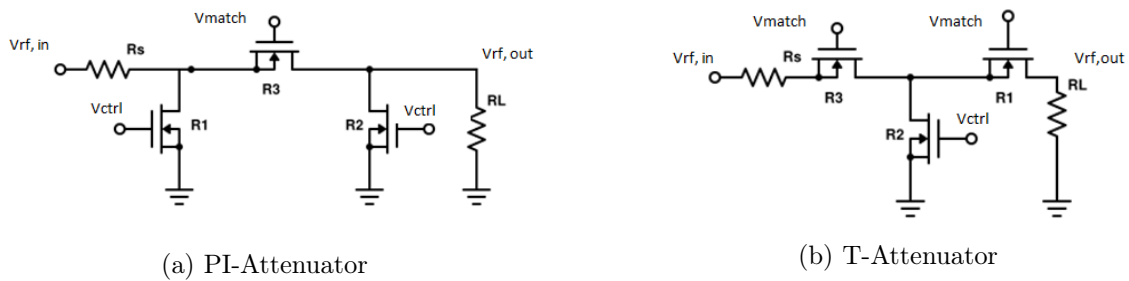 Vmatch
Vrf, in
Rs
Vrf, out
R3
RL
Vctrl
R1
R2
Vctrl
(a) PI-Attenuator
Vmatch
Vmatch
Vrf, in
Rs
Vrf,out
RL
R3
R1
Vctrl
R2
(b) T-Attenuator